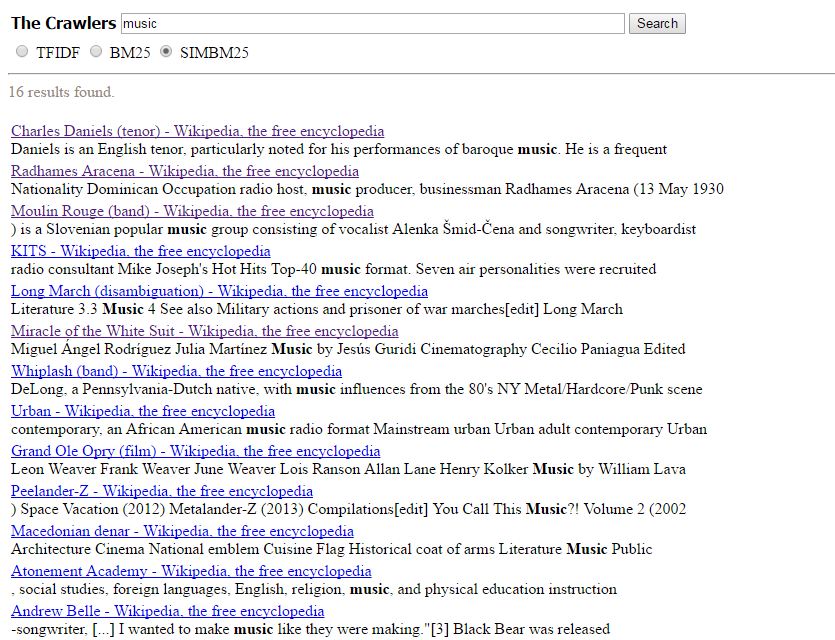 The Crawlers music Search
TFIDF BM25 SIMBM25
16 results found.
Charles Daniels (tenor) - Wikipedia, the free encyclopedia
Daniels is an English tenor, particularly noted for his performances of baroque music. He is a frequent
Radhames Aracena - Wikipedia, the free encyclopedia
Nationality Dominican Occupation radio host, music producer, businessman Radhames Aracena (13 May 1930
Moulin Rouge (band) - Wikipedia, the free encyclopedia
) is a Slovenian popular music group consisting of vocalist Alenka Šmid-Čena and songwriter, keyboardist
KITS - Wikipedia, the free encyclopedia
radio consultant Mike Joseph's Hot Hits Top-40 music format. Seven air personalities were recruited
Long March (disambiguation) - Wikipedia, the free encyclopedia
Literature 3.3 Music 4 See also Military actions and prisoner of war marches[edit] Long March
Miracle of the White Suit - Wikipedia, the free encyclopedia
Miguel Ángel Rodríguez Julia Martínez Music by Jesús Guridi Cinematography Cecilio Paniagua Edited
Whiplash (band) - Wikipedia, the free encyclopedia
DeLong, a Pennsylvania-Dutch native, with music influences from the 80's NY Metal/Hardcore/Punk scene
Urban - Wikipedia, the free encyclopedia
contemporary, an African American music radio format Mainstream urban Urban adult contemporary Urban
Grand Ole Opry (film) - Wikipedia, the free encyclopedia
Leon Weaver Frank Weaver June Weaver Lois Ranson Allan Lane Henry Kolker Music by William Lava
Peelander-Z - Wikipedia, the free encyclopedia
) Space Vacation (2012) Metalander-Z (2013) Compilations[edit] You Call This Music?! Volume 2 (2002
Macedonian denar - Wikipedia, the free encyclopedia
Architecture Cinema National emblem Cuisine Flag Historical coat of arms Literature Music Public
Atonement Academy - Wikipedia, the free encyclopedia
, social studies, foreign languages, English, religion, music, and physical education instruction
Andrew Belle - Wikipedia, the free encyclopedia
-songwriter, [...] I wanted to make music like they were making."[3] Black Bear was released